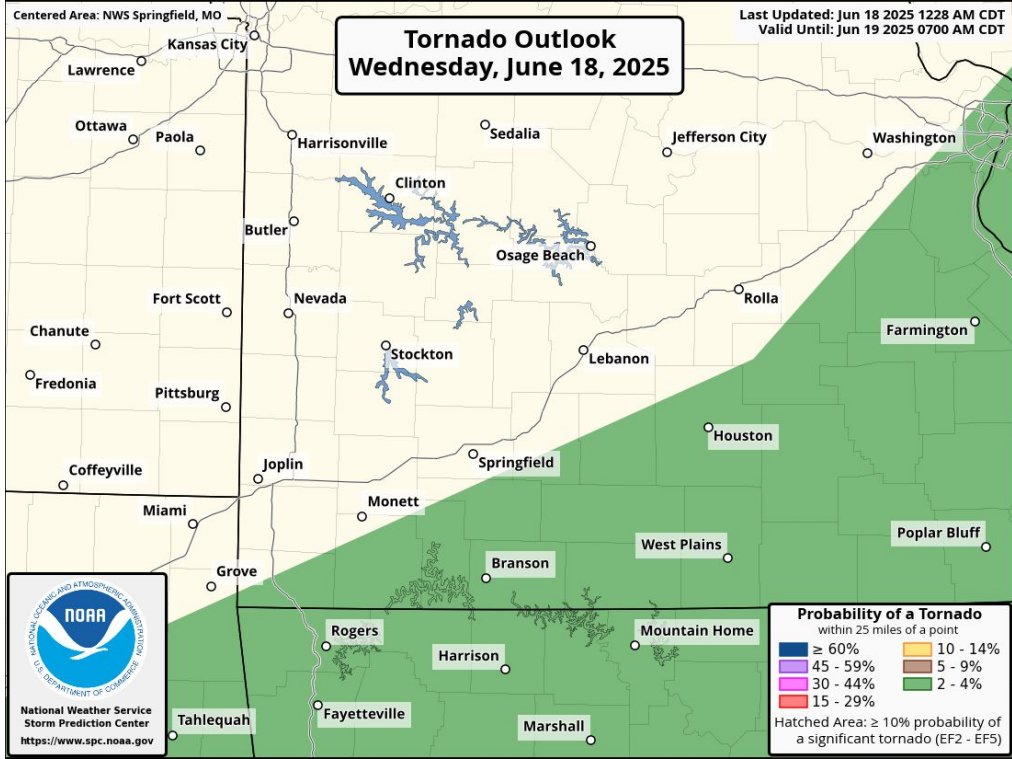 Centered Area: NWS Springfield, MO
Tornado Outlook
Wednesday, June 18, 2025
Last Updated: Jun 18 2025 1228 AM CDT
Valid Until: Jun 19 2025 0700 AM CDT
Kansas City
Lawrence
Ottawa
Paola
Harrisonville
Sedalia
Jefferson City
Washington
Clinton
Butler
Osage Beach
Fort Scott
Nevada
Rolla
Chanute
Stockton
Lebanon
Farmington
Fredonia
Pittsburg
Houston
Coffeyville
Joplin
Springfield
Miami
Monett
West Plains
Poplar Bluff
Grove
Branson
Rogers
Harrison
Mountain Home
Tahlequah
Fayetteville
Marshall
NATIONAL OCEANIC AND ATMOSPHERIC ADMINISTRATION
NOAA
U.S. DEPARTMENT OF COMMERCE
National Weather Service
Storm Prediction Center
https://www.spc.noaa.gov
Probability of a Tornado
within 25 miles of a point
≥ 60%
45 - 59%
30 - 44%
15 - 29%
10 - 14%
5 - 9%
2 - 4%
Hatched Area: ≥ 10% probability of
a significant tornado (EF2 - EF5)